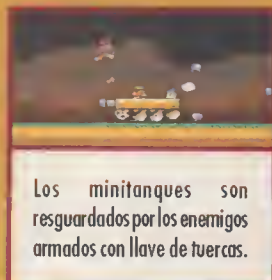 Los minitanques son
resguardados por los enemigos
armados con llave de tuercas.